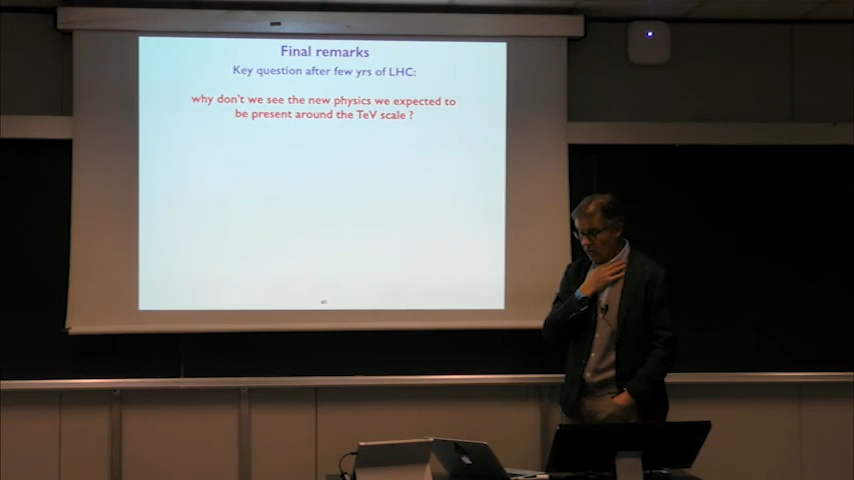 Final remarks
Key question after few yrs of LHC:
why don't we see the new physics we expected to
be present around the TeV scale ?